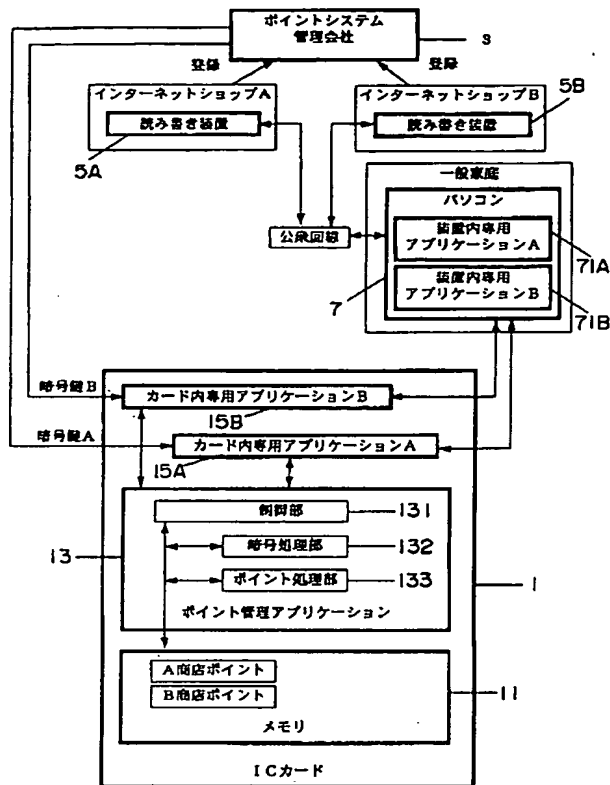 ポイントシステム
管理会社
3
登録
登録
インターネットショップA
読み書き装置
5A
インターネットショップB
読み書き装置
5B
一般家庭
パソコン
装置内専用
アプリケーションA
71A
装置内専用
アプリケーションB
71B
7
公衆回線
暗号鍵B
カード内専用アプリケーションB
15B
暗号鍵A
カード内専用アプリケーションA
15A
制御部
131
暗号処理部
132
ポイント処理部
133
ポイント管理アプリケーション
13
1
A商店ポイント
B商店ポイント
メモリ
11
ICカード